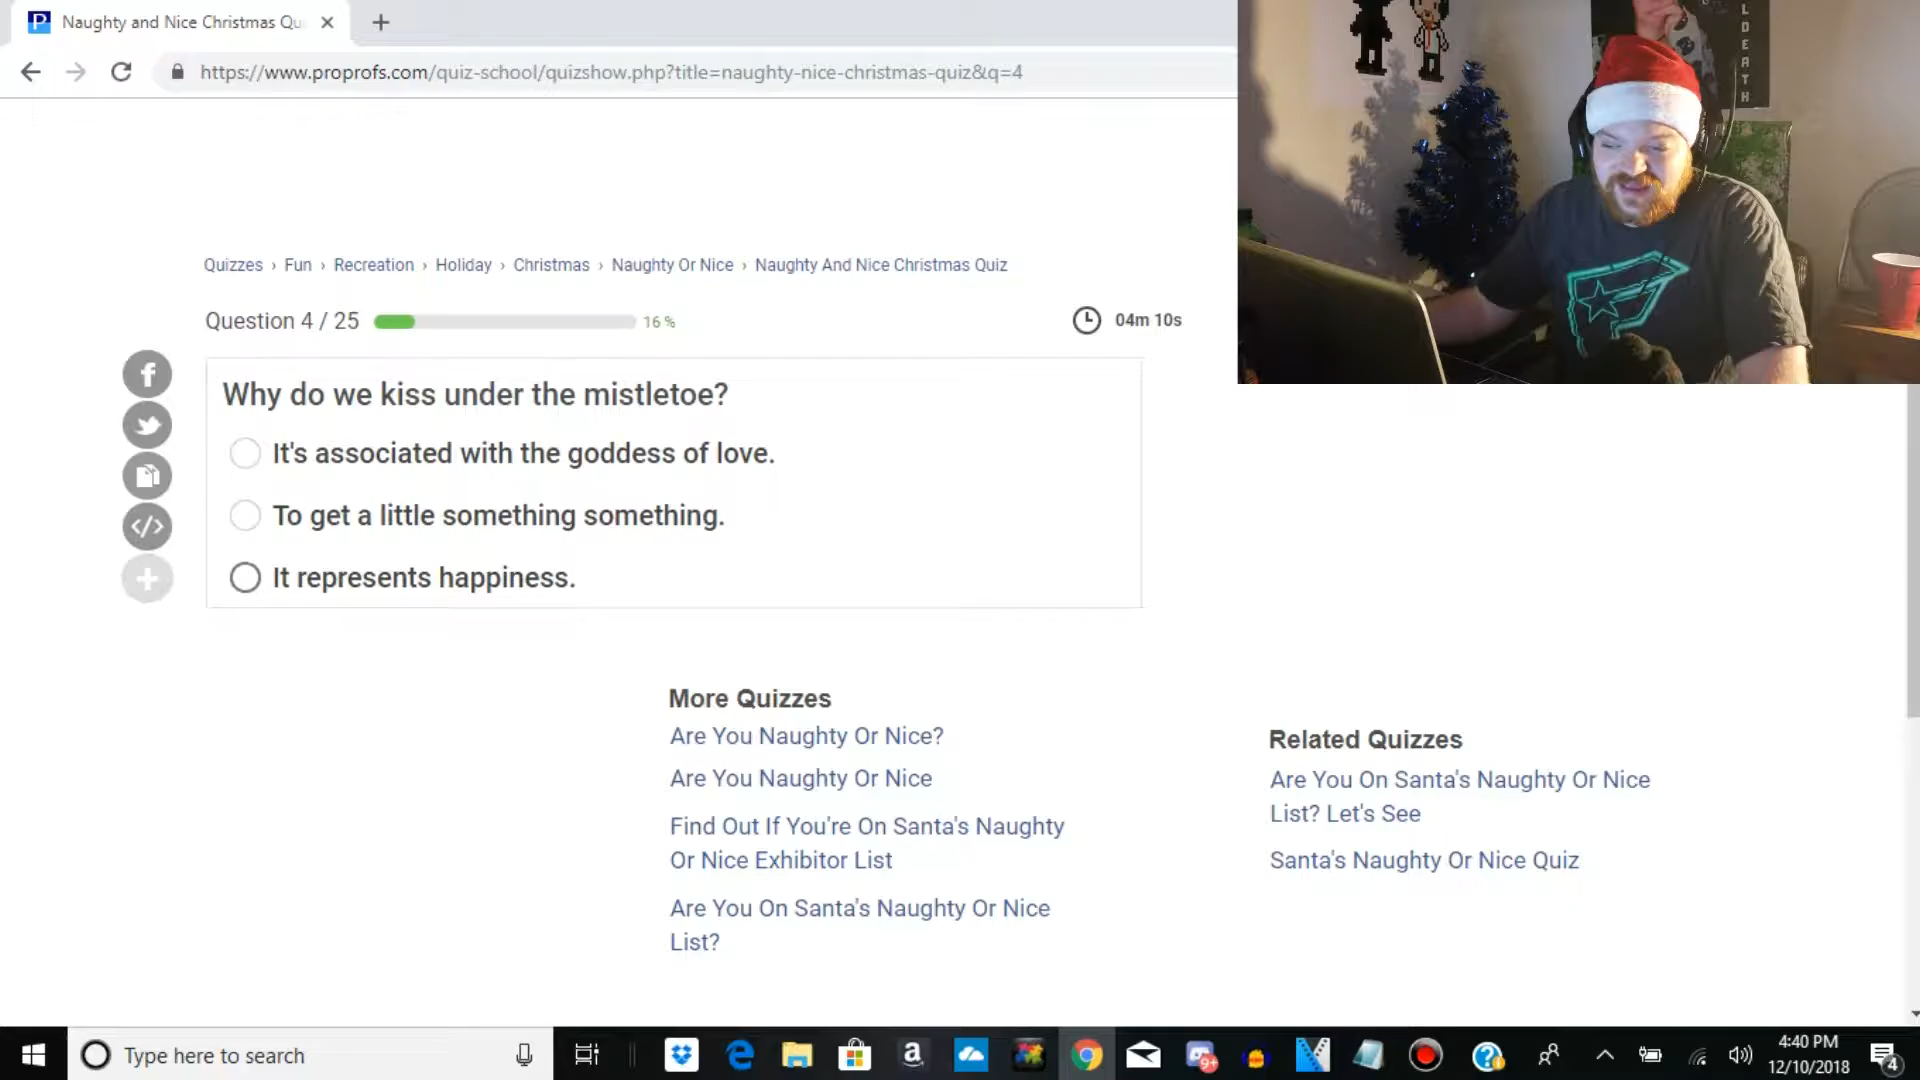 Naughty and Nice Christmas Qu
https://www.proprofs.com/quiz-school/quizshow.php?title=naughty-nice-christmas-quiz&q=4
L
D
E
A
T
H
Quizzes › Fun › Recreation › Holiday › Christmas › Naughty Or Nice › Naughty And Nice Christmas Quiz
Question 4 / 25
16 %
04m 10s
Why do we kiss under the mistletoe?
It's associated with the goddess of love.
To get a little something something.
It represents happiness.
More Quizzes
Are You Naughty Or Nice?
Are You Naughty Or Nice
Find Out If You're On Santa's Naughty
Or Nice Exhibitor List
Are You On Santa's Naughty Or Nice
List?
Related Quizzes
Are You On Santa's Naughty Or Nice
List? Let's See
Santa's Naughty Or Nice Quiz
Type here to search
9+
4:40 PM
12/10/2018
4